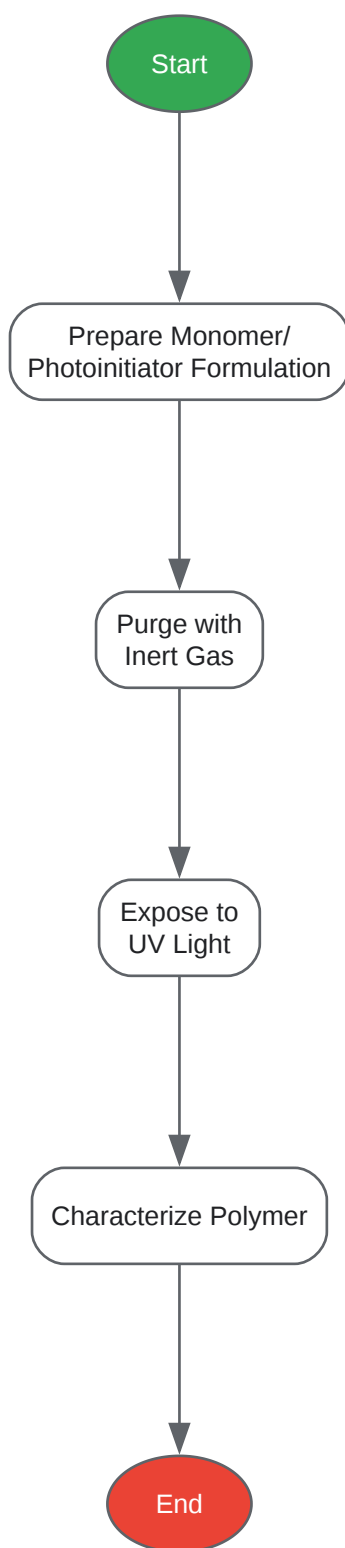 Start
Prepare Monomer/
Photoinitiator Formulation
Purge with
Inert Gas
Expose to
UV Light
Characterize Polymer
End